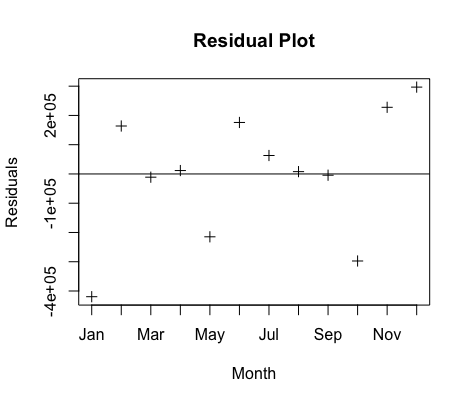 Residual Plot
Residuals
2e+05
-1e+05
-4e+05
Jan Mar May Jul Sep Nov
Month